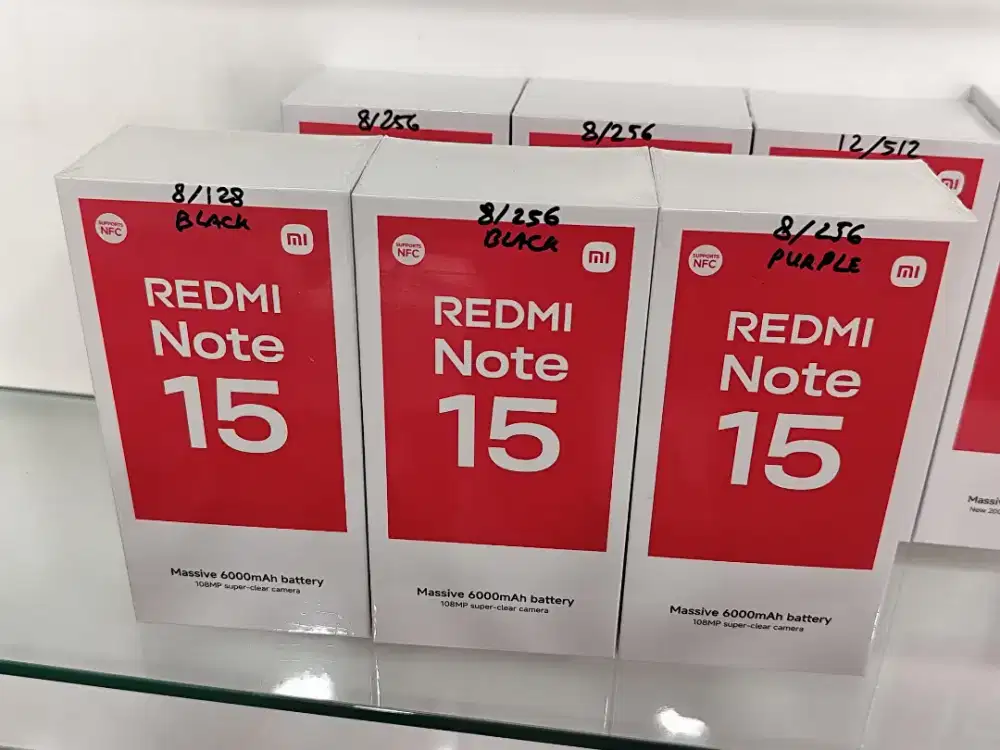 8/256
8/256
12/512
mi
8/128
BLACK
SUPPORTS
NFC
mi
REDMI
Note
15
Massive 6000mAh battery
108MP super-clear camera
8/256
BLACK
SUPPORTS
NFC
mi
REDMI
Note
15
Massive 6000mAh battery
108MP super-clear camera
8/256
PURPLE
SUPPORTS
NFC
mi
REDMI
Note
15
Massive 6000mAh battery
108MP super-clear camera